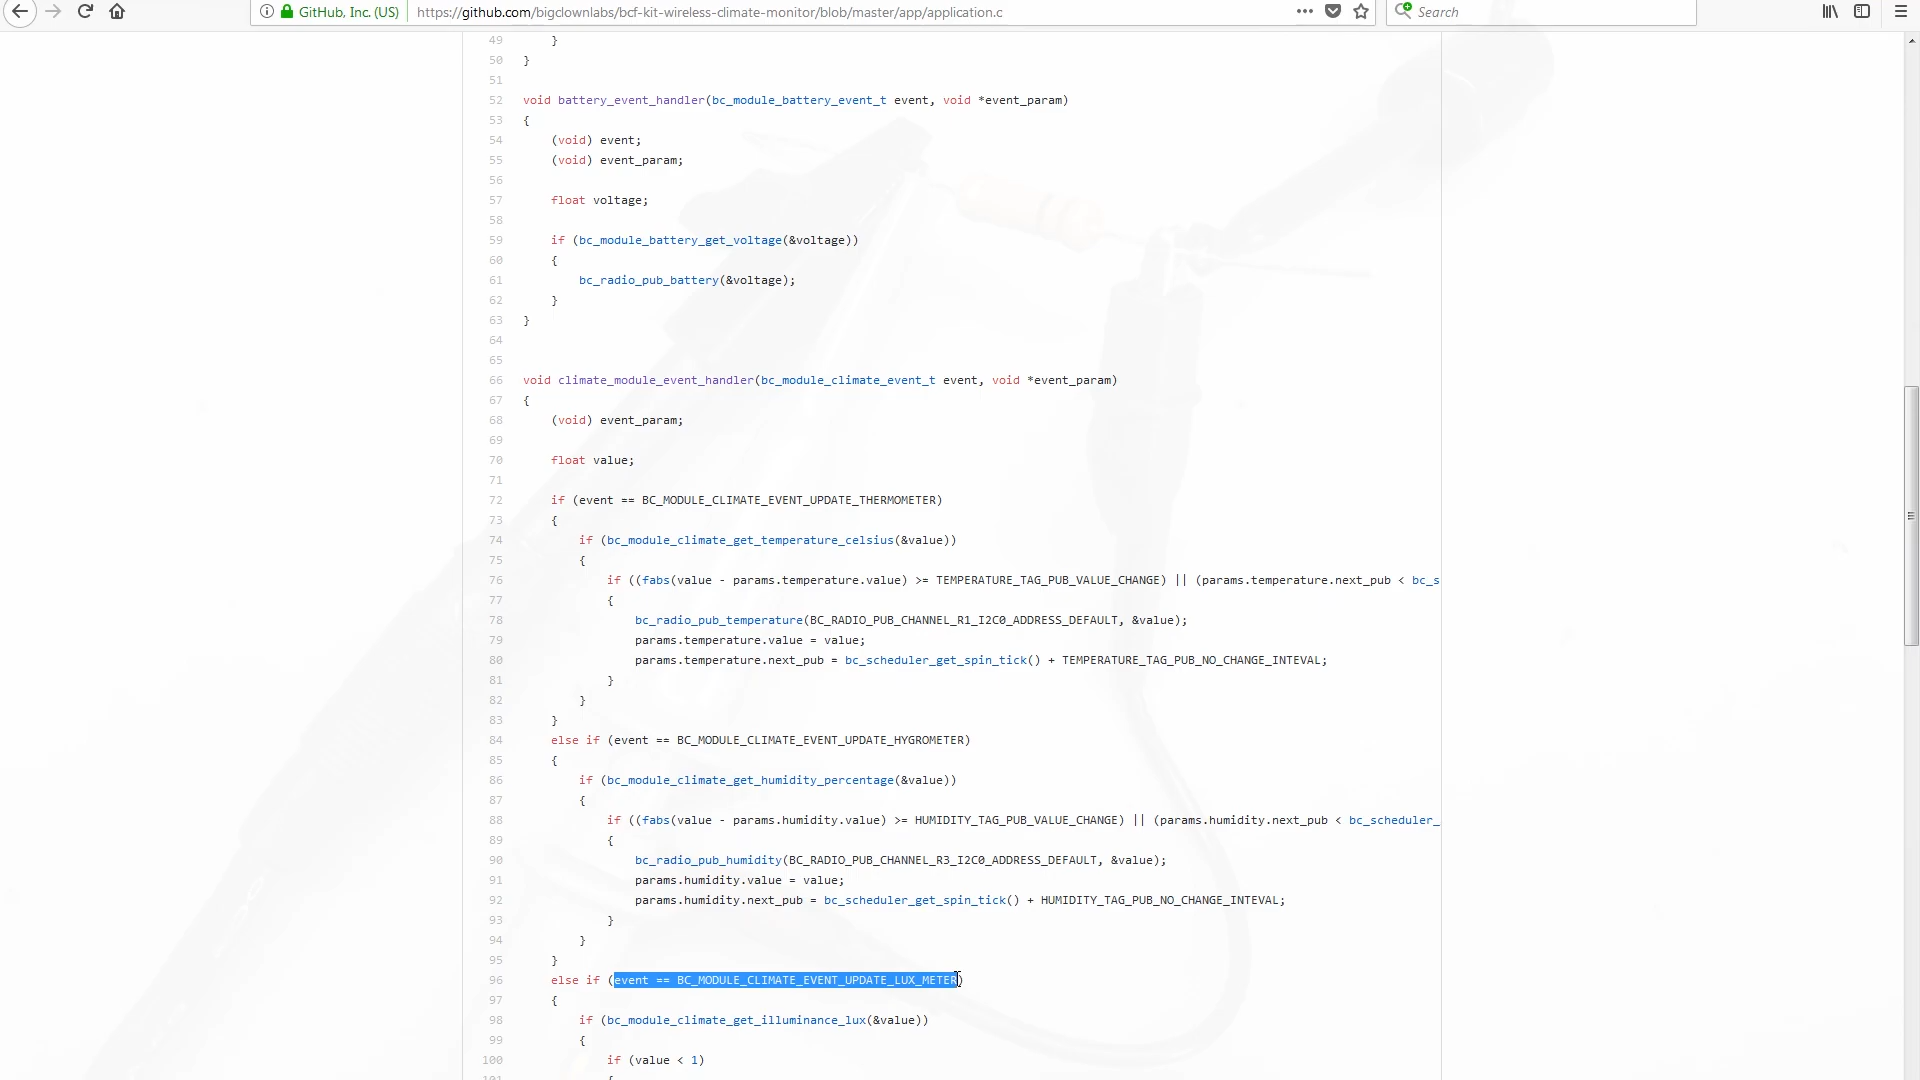 GitHub, Inc. (US) https://github.com/bigclownlabs/bcf-kit-wireless-climate-monitor/blob/master/app/application.c Search
49 }
50 }
51
52 void battery_event_handler(bc_module_battery_event_t event, void *event_param)
53 {
54 (void) event;
55 (void) event_param;
56
57 float voltage;
58
59 if (bc_module_battery_get_voltage(&voltage))
60 {
61 bc_radio_pub_battery(&voltage);
62 }
63 }
64
65
66 void climate_module_event_handler(bc_module_climate_event_t event, void *event_param)
67 {
68 (void) event_param;
69
70 float value;
71
72 if (event == BC_MODULE_CLIMATE_EVENT_UPDATE_THERMOMETER)
73 {
74 if (bc_module_climate_get_temperature_celsius(&value))
75 {
76 if ((fabs(value - params.temperature.value) >= TEMPERATURE_TAG_PUB_VALUE_CHANGE) || (params.temperature.next_pub < bc_s
77 {
78 bc_radio_pub_temperature(BC_RADIO_PUB_CHANNEL_R1_I2C0_ADDRESS_DEFAULT, &value);
79 params.temperature.value = value;
80 params.temperature.next_pub = bc_scheduler_get_spin_tick() + TEMPERATURE_TAG_PUB_NO_CHANGE_INTEVAL;
81 }
82 }
83 }
84 else if (event == BC_MODULE_CLIMATE_EVENT_UPDATE_HYGROMETER)
85 {
86 if (bc_module_climate_get_humidity_percentage(&value))
87 {
88 if ((fabs(value - params.humidity.value) >= HUMIDITY_TAG_PUB_VALUE_CHANGE) || (params.humidity.next_pub < bc_scheduler_
89 {
90 bc_radio_pub_humidity(BC_RADIO_PUB_CHANNEL_R3_I2C0_ADDRESS_DEFAULT, &value);
91 params.humidity.value = value;
92 params.humidity.next_pub = bc_scheduler_get_spin_tick() + HUMIDITY_TAG_PUB_NO_CHANGE_INTEVAL;
93 }
94 }
95 }
96 else if (event == BC_MODULE_CLIMATE_EVENT_UPDATE_LUX_METER)
97 {
98 if (bc_module_climate_get_illuminance_lux(&value))
99 {
100 if (value < 1)
101 {